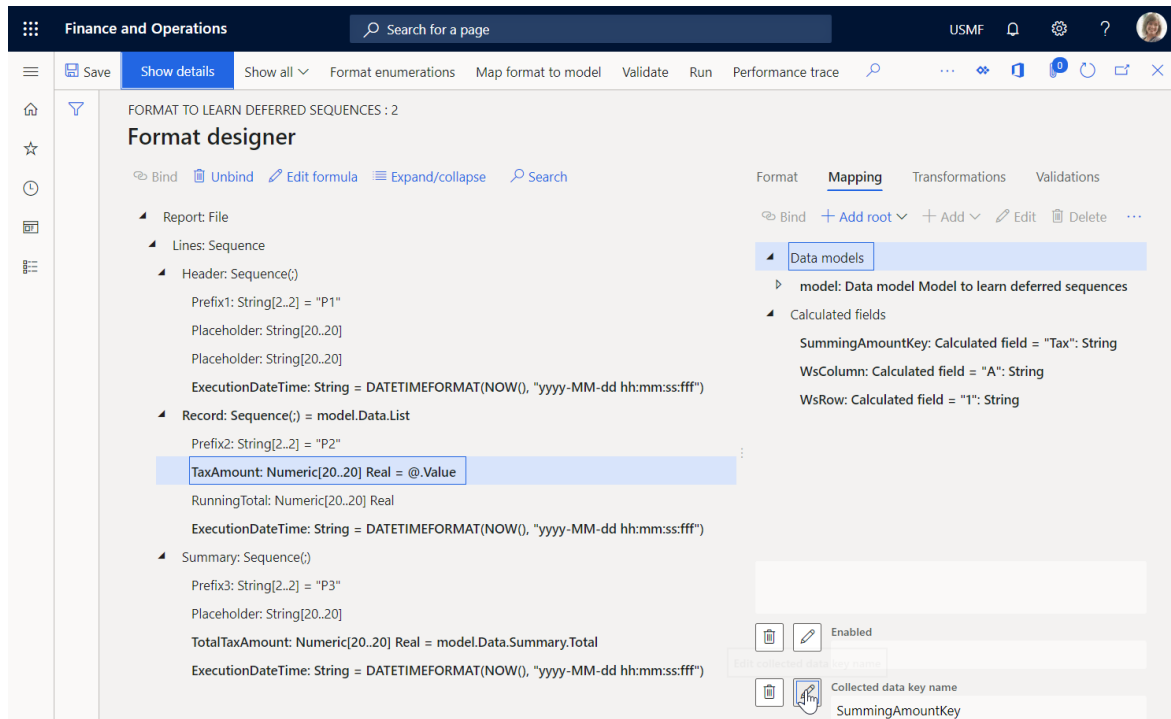 Finance and Operations
Search for a page
USMF
Save
Show details
Show all
Format enumerations
Map format to model
Validate
Run
Performance trace
0
FORMAT TO LEARN DEFERRED SEQUENCES : 2
Format designer
Bind
Unbind
Edit formula
Expand/collapse
Search
Report: File
Lines: Sequence
Header: Sequence(;)
Prefix1: String[2..2] = "P1"
Placeholder: String[20..20]
Placeholder: String[20..20]
ExecutionDateTime: String = DATETIMEFORMAT(NOW(), "yyyy-MM-dd hh:mm:ss:fff")
Record: Sequence(;) = model.Data.List
Prefix2: String[2..2] = "P2"
TaxAmount: Numeric[20..20] Real = @.Value
RunningTotal: Numeric[20..20] Real
ExecutionDateTime: String = DATETIMEFORMAT(NOW(), "yyyy-MM-dd hh:mm:ss:fff")
Summary: Sequence(;)
Prefix3: String[2..2] = "P3"
Placeholder: String[20..20]
TotalTaxAmount: Numeric[20..20] Real = model.Data.Summary.Total
ExecutionDateTime: String = DATETIMEFORMAT(NOW(), "yyyy-MM-dd hh:mm:ss:fff")
Format
Mapping
Transformations
Validations
Bind
Add root
Add
Edit
Delete
Data models
model: Data model Model to learn deferred sequences
Calculated fields
SummingAmountKey: Calculated field = "Tax": String
WsColumn: Calculated field = "A": String
WsRow: Calculated field = "1": String
Enabled
Edit collected data key name
Collected data key name
SummingAmountKey